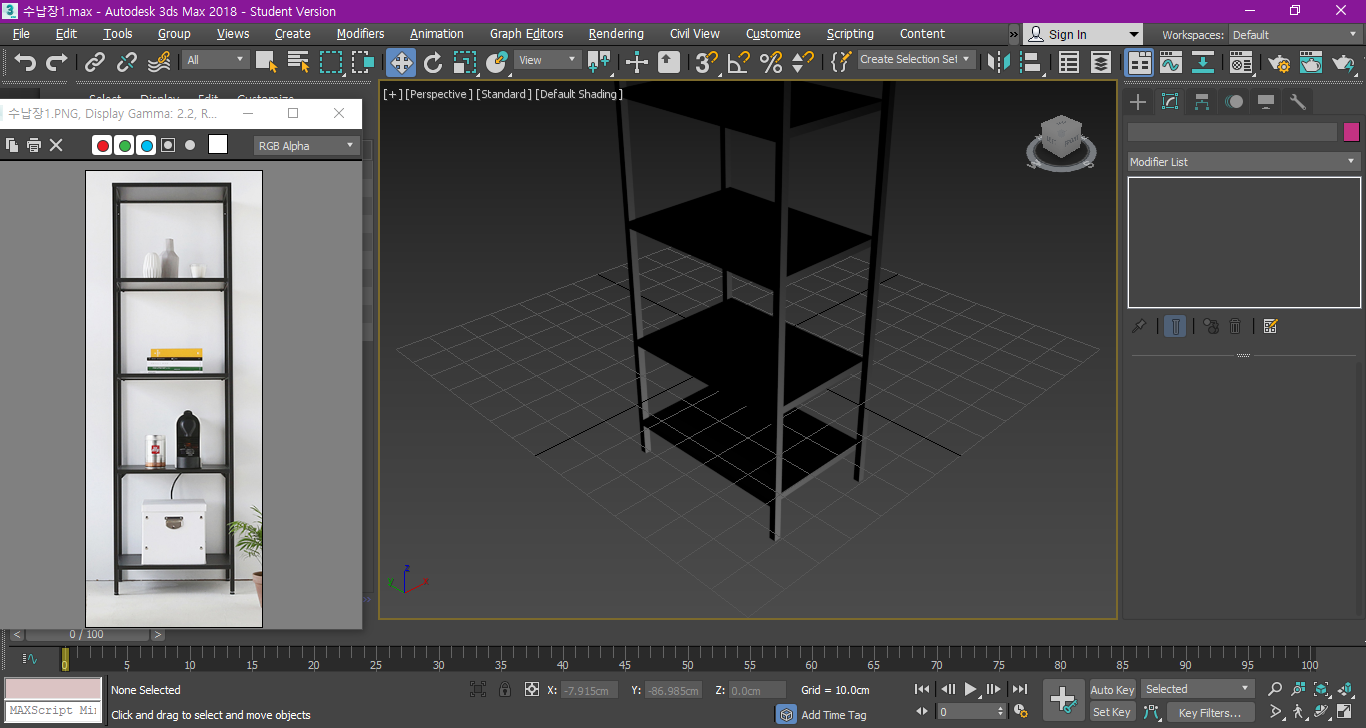 수납장1.max - Autodesk 3ds Max 2018 - Student Version
File Edit Tools Group Views Create Modifiers Animation Graph Editors Rendering Civil View Customize Scripting Content » Sign In Workspaces: Default
All View Create Selection Set
Select Display Edit Customize
수납장1.PNG, Display Gamma: 2.2, R...
RGB Alpha
[+] [Perspective ] [Standard ] [Default Shading ]
Modifier List
z
x
y
0 / 100
0 5 10 15 20 25 30 35 40 45 50 55 60 65 70 75 80 85 90 95 100
None Selected X: -7.915cm Y: -86.985cm Z: 0.0cm Grid = 10.0cm Auto Key Selected
MAXScript Mi
Click and drag to select and move objects Add Time Tag 0 Set Key Key Filters...